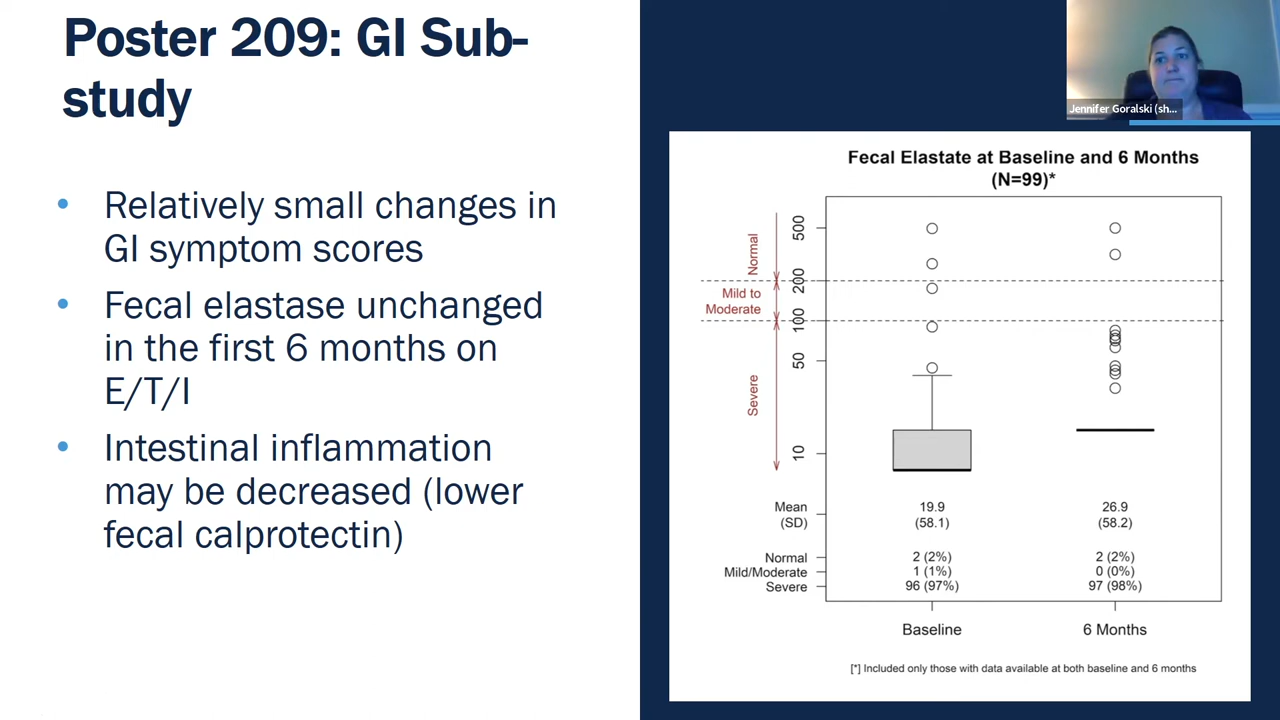 Poster 209: GI Sub-
study
• Relatively small changes in
GI symptom scores
• Fecal elastase unchanged
in the first 6 months on
E/T/I
• Intestinal inflammation
may be decreased (lower
fecal calprotectin)
Jennifer Goralski (sh...
Fecal Elastate at Baseline and 6 Months
(N=99)*
Normal
Mild to
Moderate
Severe
500
200
100
50
10
Mean
(SD)
19.9
(58.1)
26.9
(58.2)
Normal 2 (2%) 2 (2%)
Mild/Moderate 1 (1%) 0 (0%)
Severe 96 (97%) 97 (98%)
Baseline 6 Months
[*] Included only those with data available at both baseline and 6 months